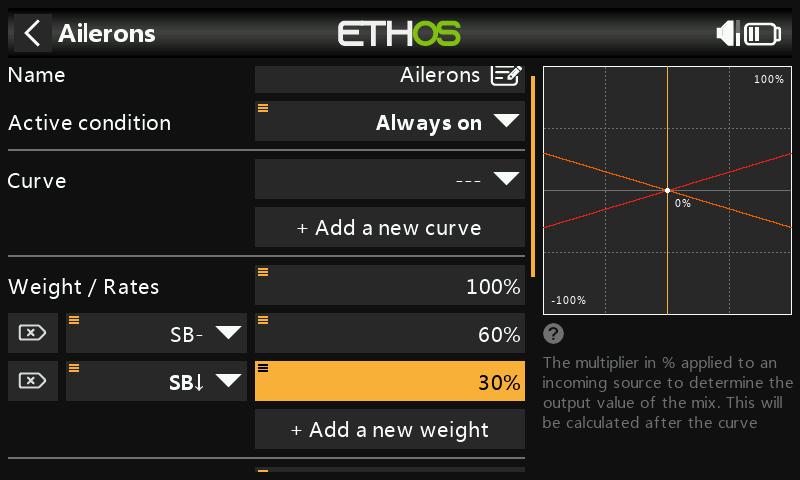 Ailerons
ETHOS
Name
Ailerons
Active condition
Always on
Curve
---
+ Add a new curve
Weight / Rates
100%
SB-
60%
SB↓
30%
+ Add a new weight
100%
0%
-100%
?
The multiplier in % applied to an
incoming source to determine the
output value of the mix. This will
be calculated after the curve